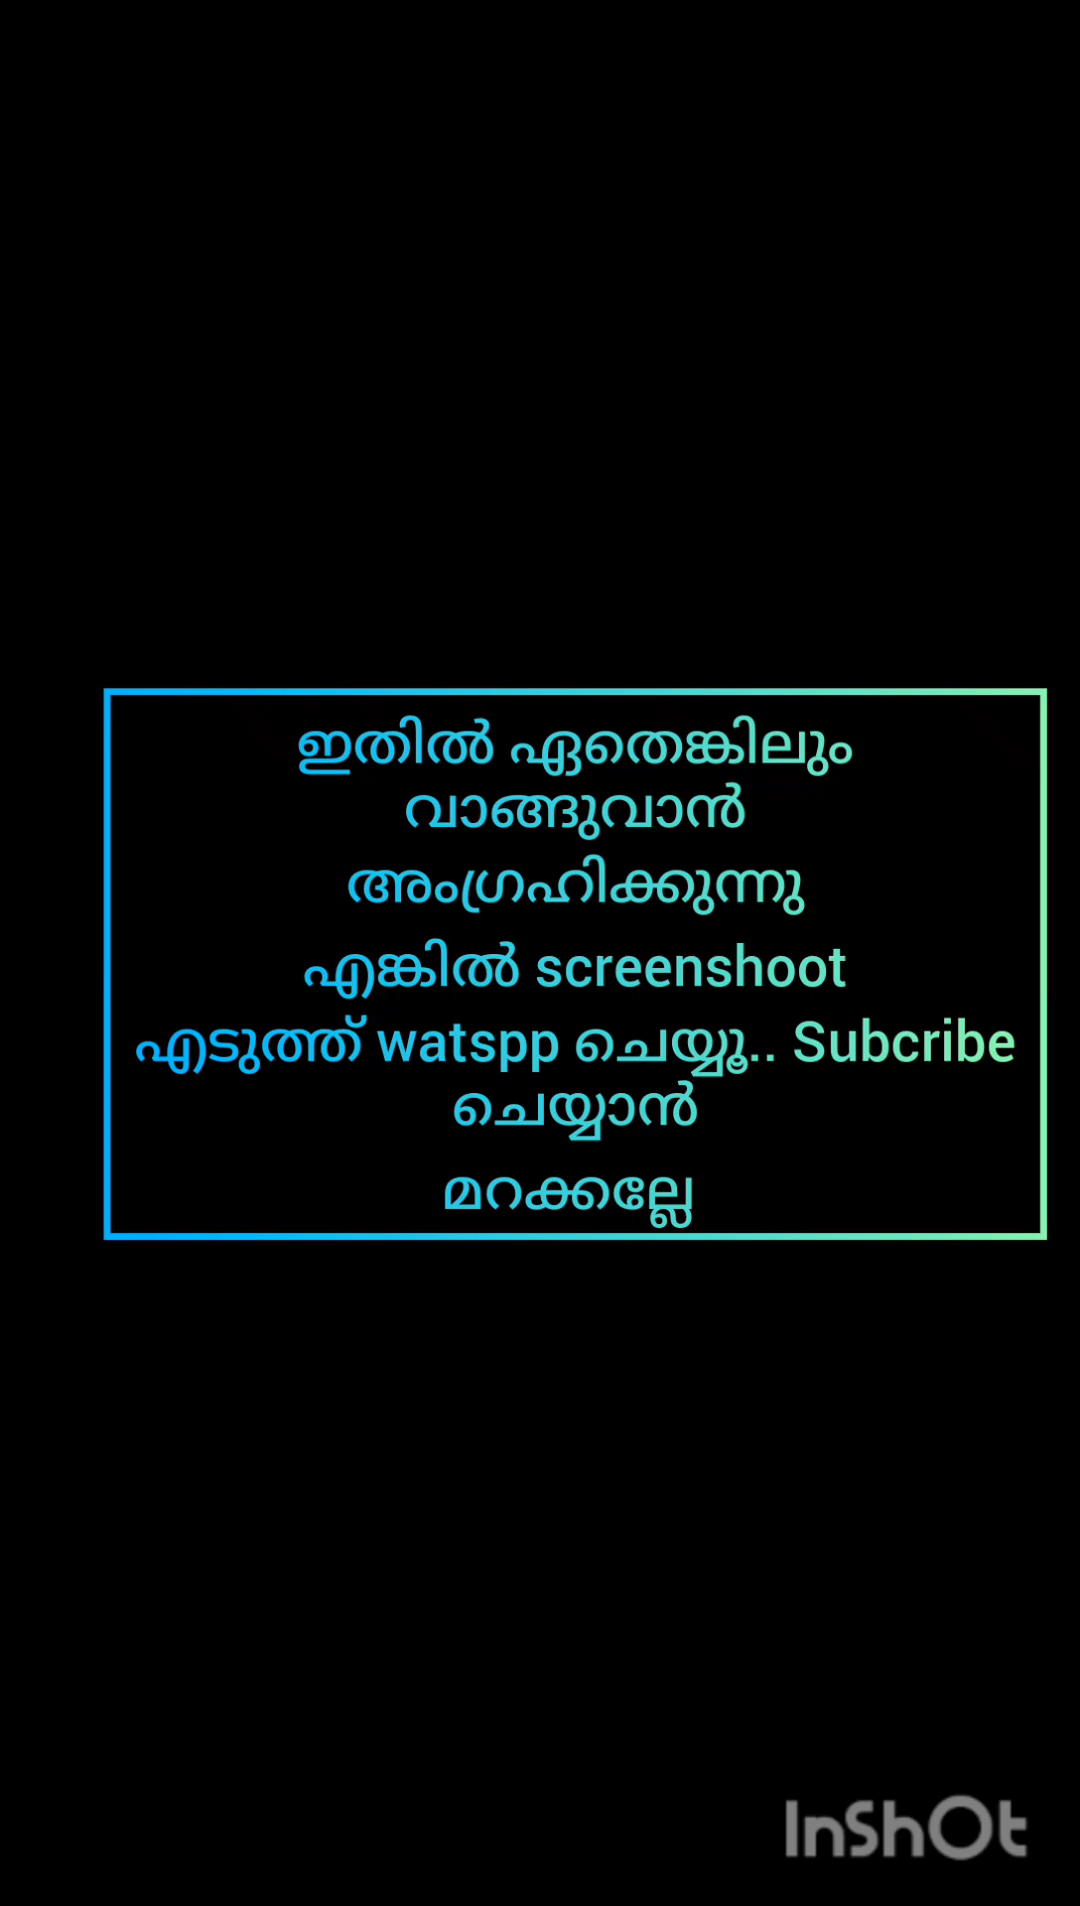 ഇതിൽ ഏതെങ്കിലും
വാങ്ങുവാൻ
അംഗ്രഹിക്കുന്നു
എങ്കിൽ screenshoot
എടുത്ത് watspp ചെയ്യൂ.. Subcribe
ചെയ്യാൻ
മറക്കല്ലേ
InShOt